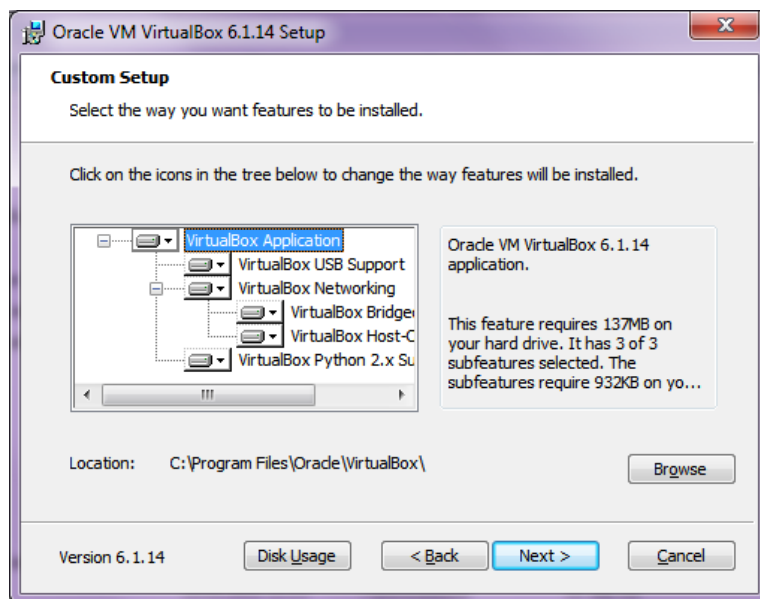 Oracle VM VirtualBox 6.1.14 Setup
Custom Setup
Select the way you want features to be installed.
Click on the icons in the tree below to change the way features will be installed.
VirtualBox Application
VirtualBox USB Support
VirtualBox Networking
VirtualBox Bridge
VirtualBox Host-C
VirtualBox Python 2.x Su
Oracle VM VirtualBox 6.1.14
application.
This feature requires 137MB on
your hard drive. It has 3 of 3
subfeatures selected. The
subfeatures require 932KB on yo...
Location: C:\Program Files\Oracle\VirtualBox\
Browse
Version 6.1.14 Disk Usage < Back Next > Cancel